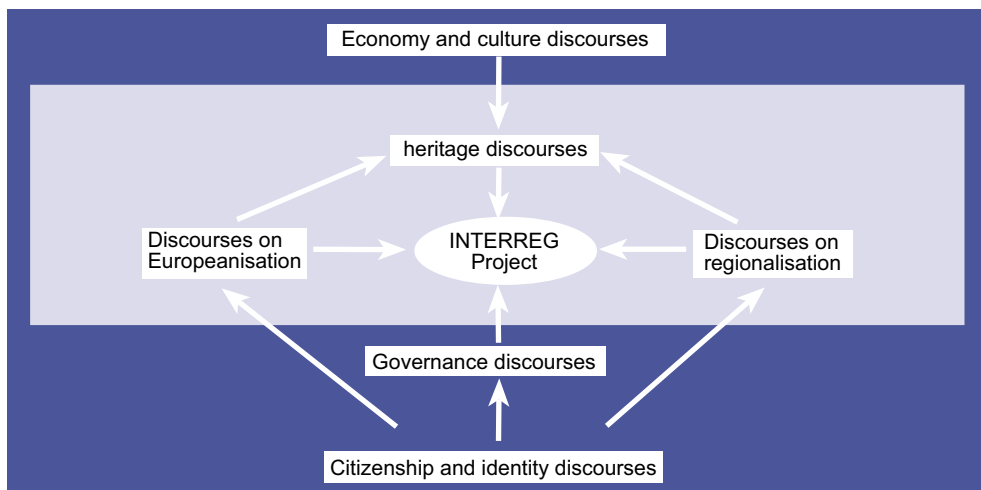 Economy and culture discourses
heritage discourses
Discourses on
Europeanisation
INTERREG
Project
Discourses on
regionalisation
Governance discourses
Citizenship and identity discourses